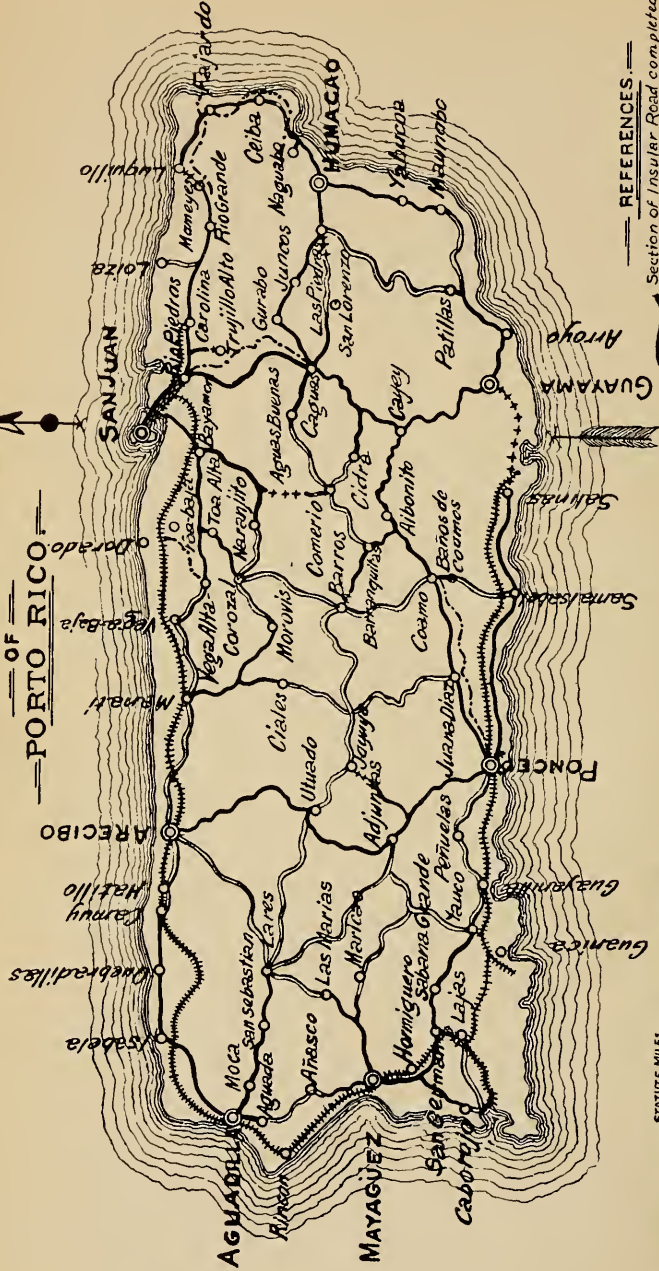 OF
PORTO RICO.
SAN JUAN
Dorado
Loiza
Luquillo
Fajardo
Mameyes
Rio Grande
Carolina
Rio Piedras
Trujillo Alto
Ceiba
Naguabo
HUMACAO
Juncos
Gurabo
Las Piedras
San Lorenzo
Yabucoa
Maunabo
Patillas
Arroyo
GUAYAMA
Cayey
Caguas
Aguas Buenas
Cidra
Comerio
Bayamon
Toa-baja
Toa Alta
Naranjito
Vega-Baja
Vega Alta
Corozal
Morovis
Manati
Ciales
Barros
Barranquitas
Aibonito
Baños de
Coamos
Coamo
Salinas
Santa Isabel
Juana Diaz
PONCE
Jayuya
Utuado
Adjuntas
ARECIBO
Hatillo
Camuy
Quebradillas
Isabela
Lares
San Sebastian
Moca
Aguada
AGUADILLA
Rincon
Añasco
Las Marias
Maricao
MAYAGÜEZ
Hormiguero
Sabana Grande
San German
Lajas
Caborojo
Yauco
Peñuelas
Guayanilla
Guanica
REFERENCES.
Section of Insular Road completed
STATUTE MILES